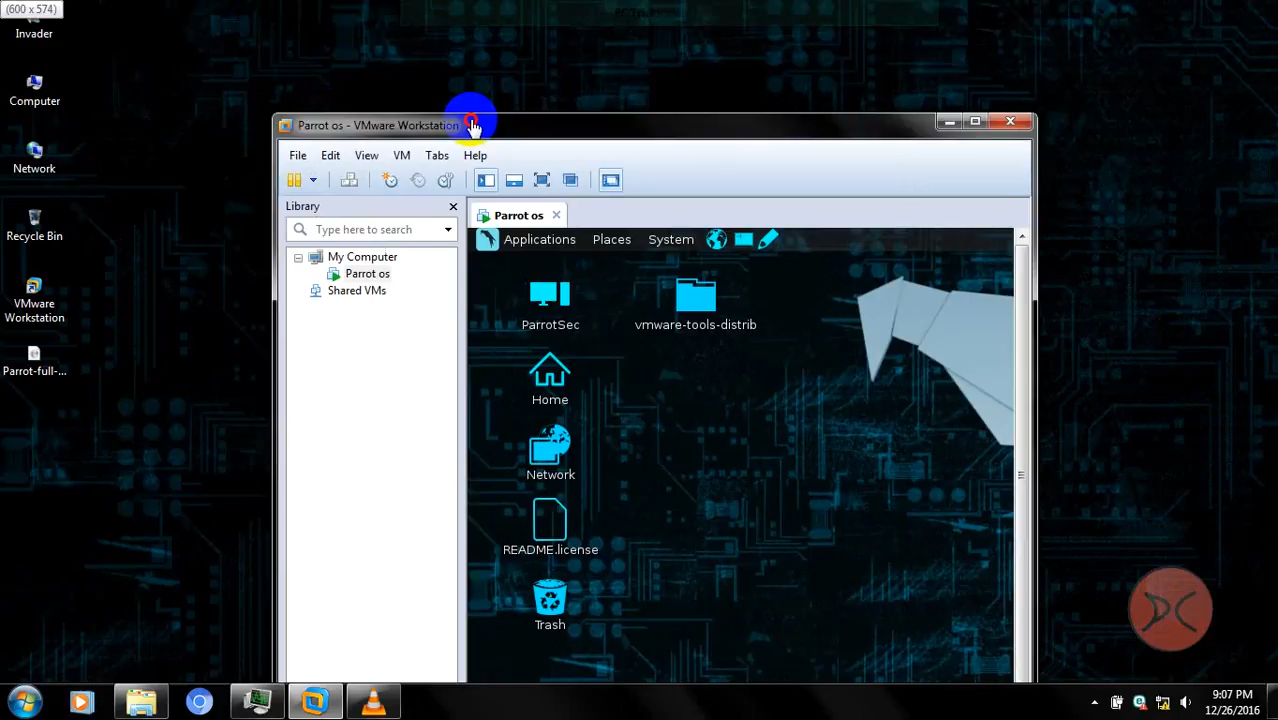 (600 x 574)
Invader
Computer
Network
Recycle Bin
VMware
Workstation
Parrot-full-...
Parrot os - VMware Workstation
File Edit View VM Tabs Help
Library
Type here to search
My Computer
Parrot os
Shared VMs
Parrot os
Applications Places System
ParrotSec
vmware-tools-distrib
Home
Network
README.license
Trash
DC
9:07 PM
12/26/2016